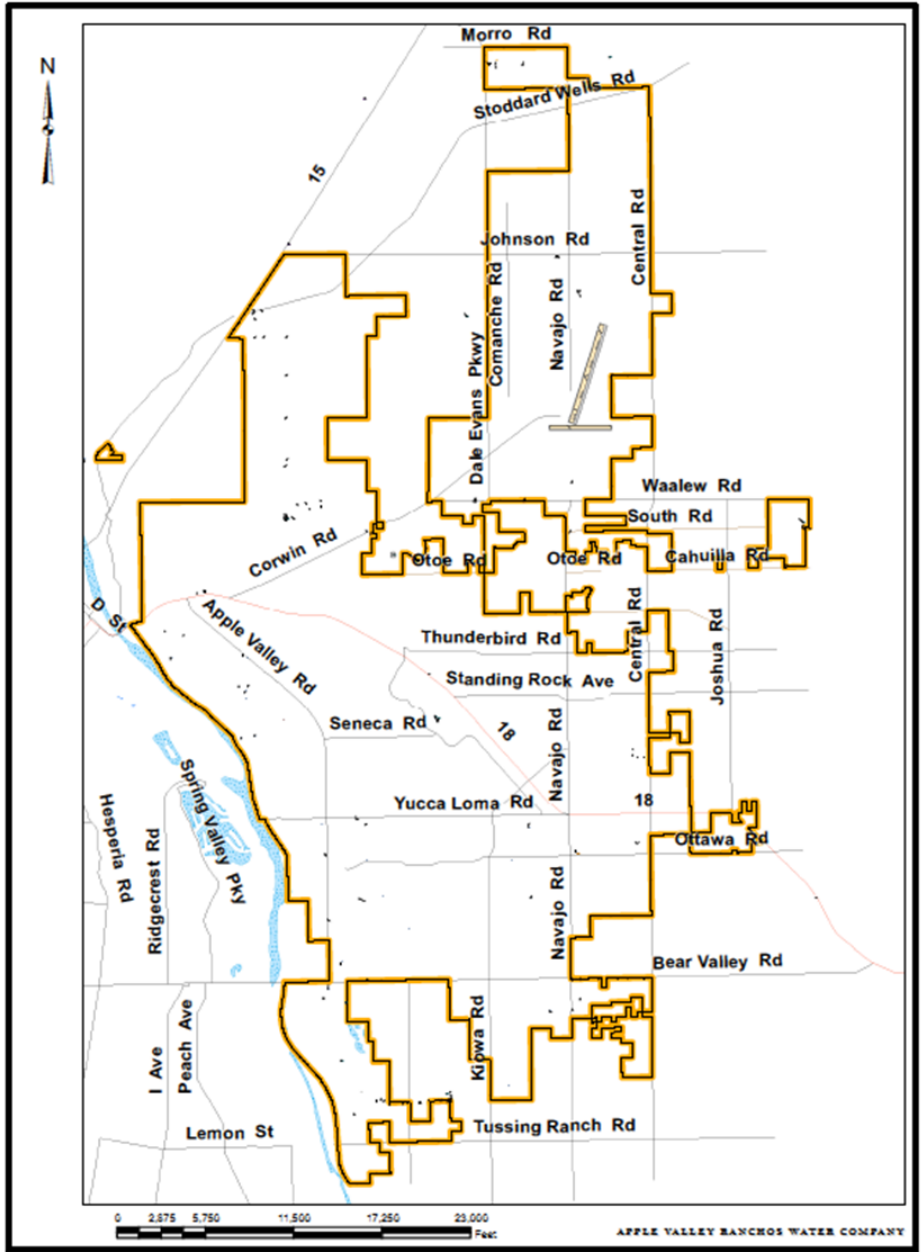 Morro Rd
N
Stoddard Wells Rd
15
Central Rd
Johnson Rd
Comanche Rd
Navajo Rd
Dale Evans Pkwy
Waalew Rd
South Rd
Corwin Rd
Otoe Rd
Otoe Rd
Cahuilla Rd
D St
Apple Valley Rd
Thunderbird Rd
Central Rd
Joshua Rd
Standing Rock Ave
Seneca Rd
18
Navajo Rd
Spring Valley Pky
Hesperia Rd
Ridgecrest Rd
Yucca Loma Rd
18
Ottawa Rd
Navajo Rd
Bear Valley Rd
I Ave
Peach Ave
Kiowa Rd
Lemon St
Tussing Ranch Rd
0 2,875 5,750 11,500 17,250 23,000
Feet
APPLE VALLEY RANCHOS WATER COMPANY